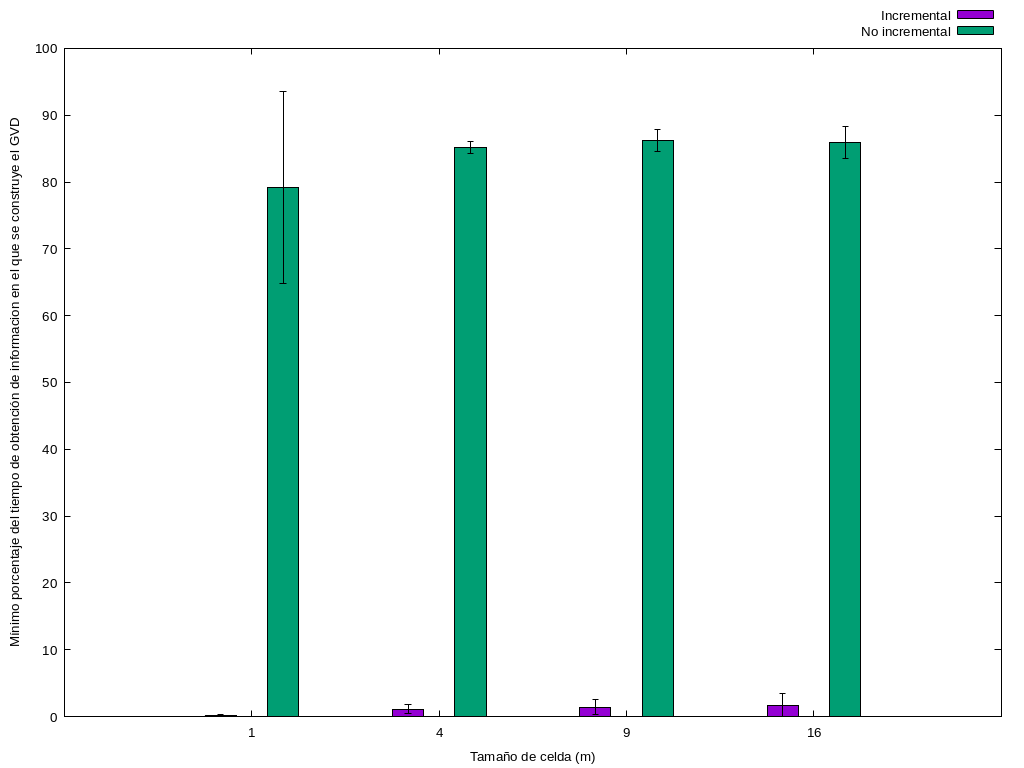 Incremental
No incremental
100
90
80
70
60
50
40
30
20
10
0
Mínimo porcentaje del tiempo de obtención de informacion en el que se construye el GVD
1 4 9 16
Tamaño de celda (m)